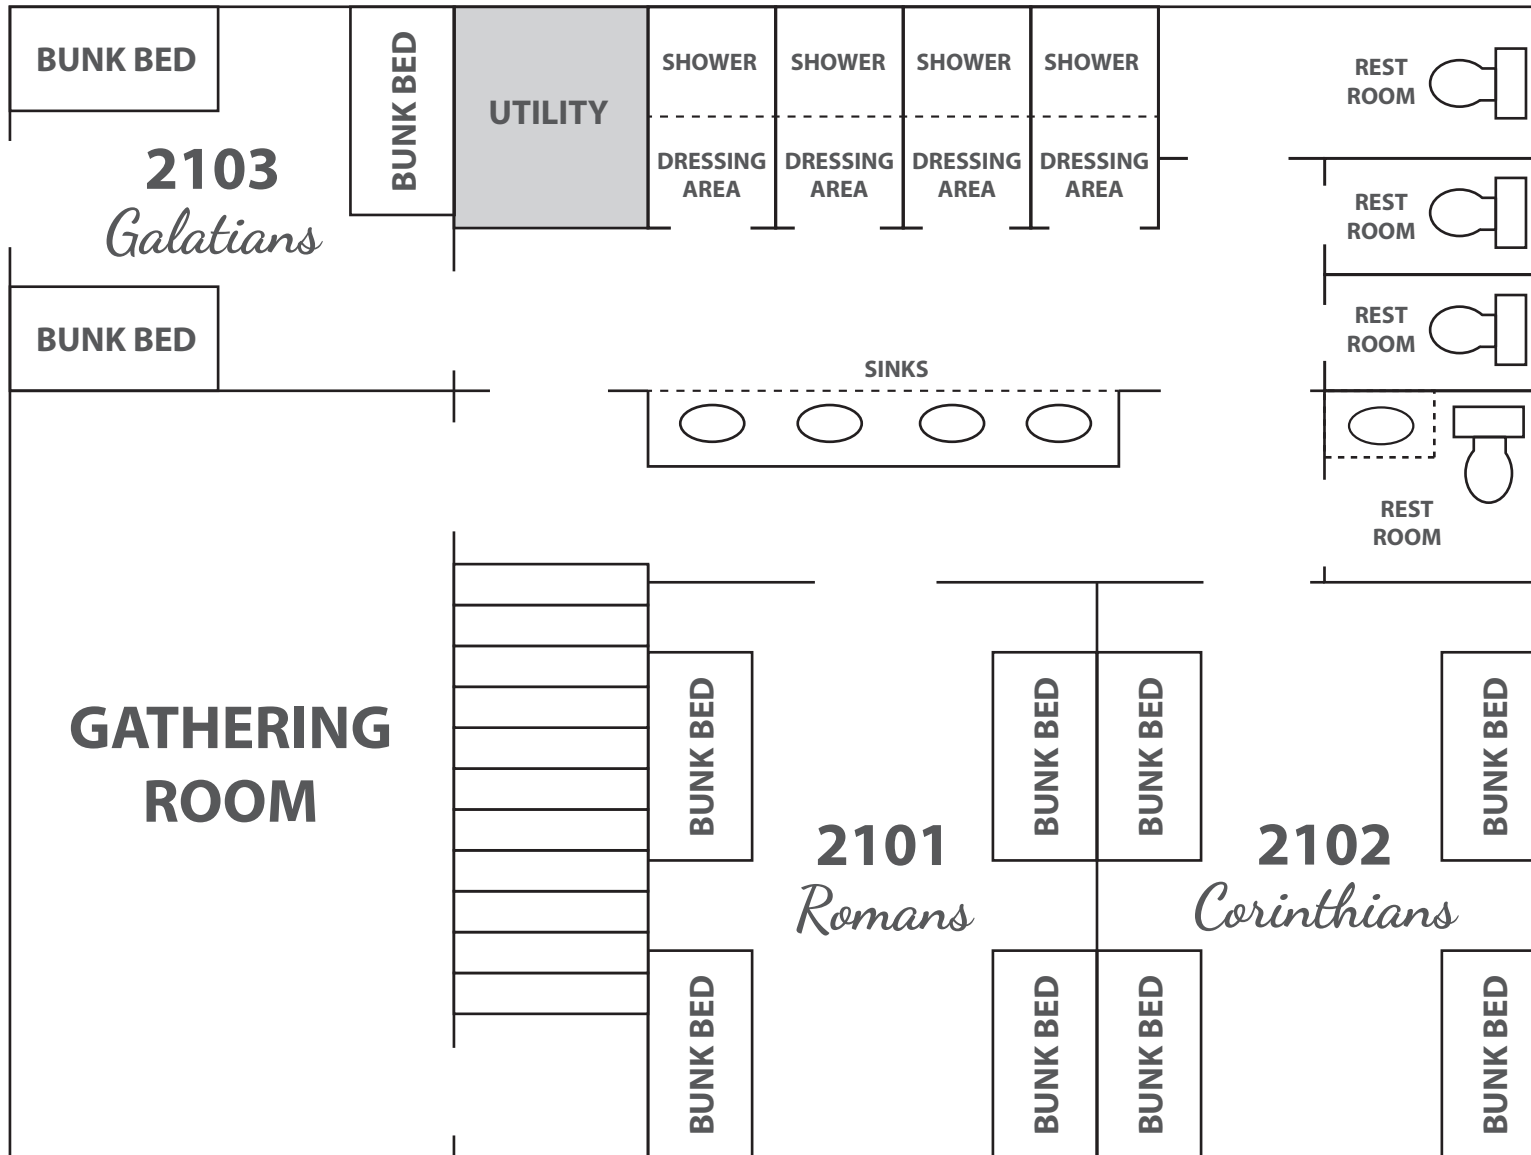 BUNK BED
BUNK BED
UTILITY
SHOWER
SHOWER
SHOWER
SHOWER
REST
ROOM
2103
Galatians
DRESSING
AREA
DRESSING
AREA
DRESSING
AREA
DRESSING
AREA
REST
ROOM
BUNK BED
REST
ROOM
SINKS
REST
ROOM
GATHERING
ROOM
BUNK BED
BUNK BED
BUNK BED
BUNK BED
2101
Romans
2102
Corinthians
BUNK BED
BUNK BED
BUNK BED
BUNK BED